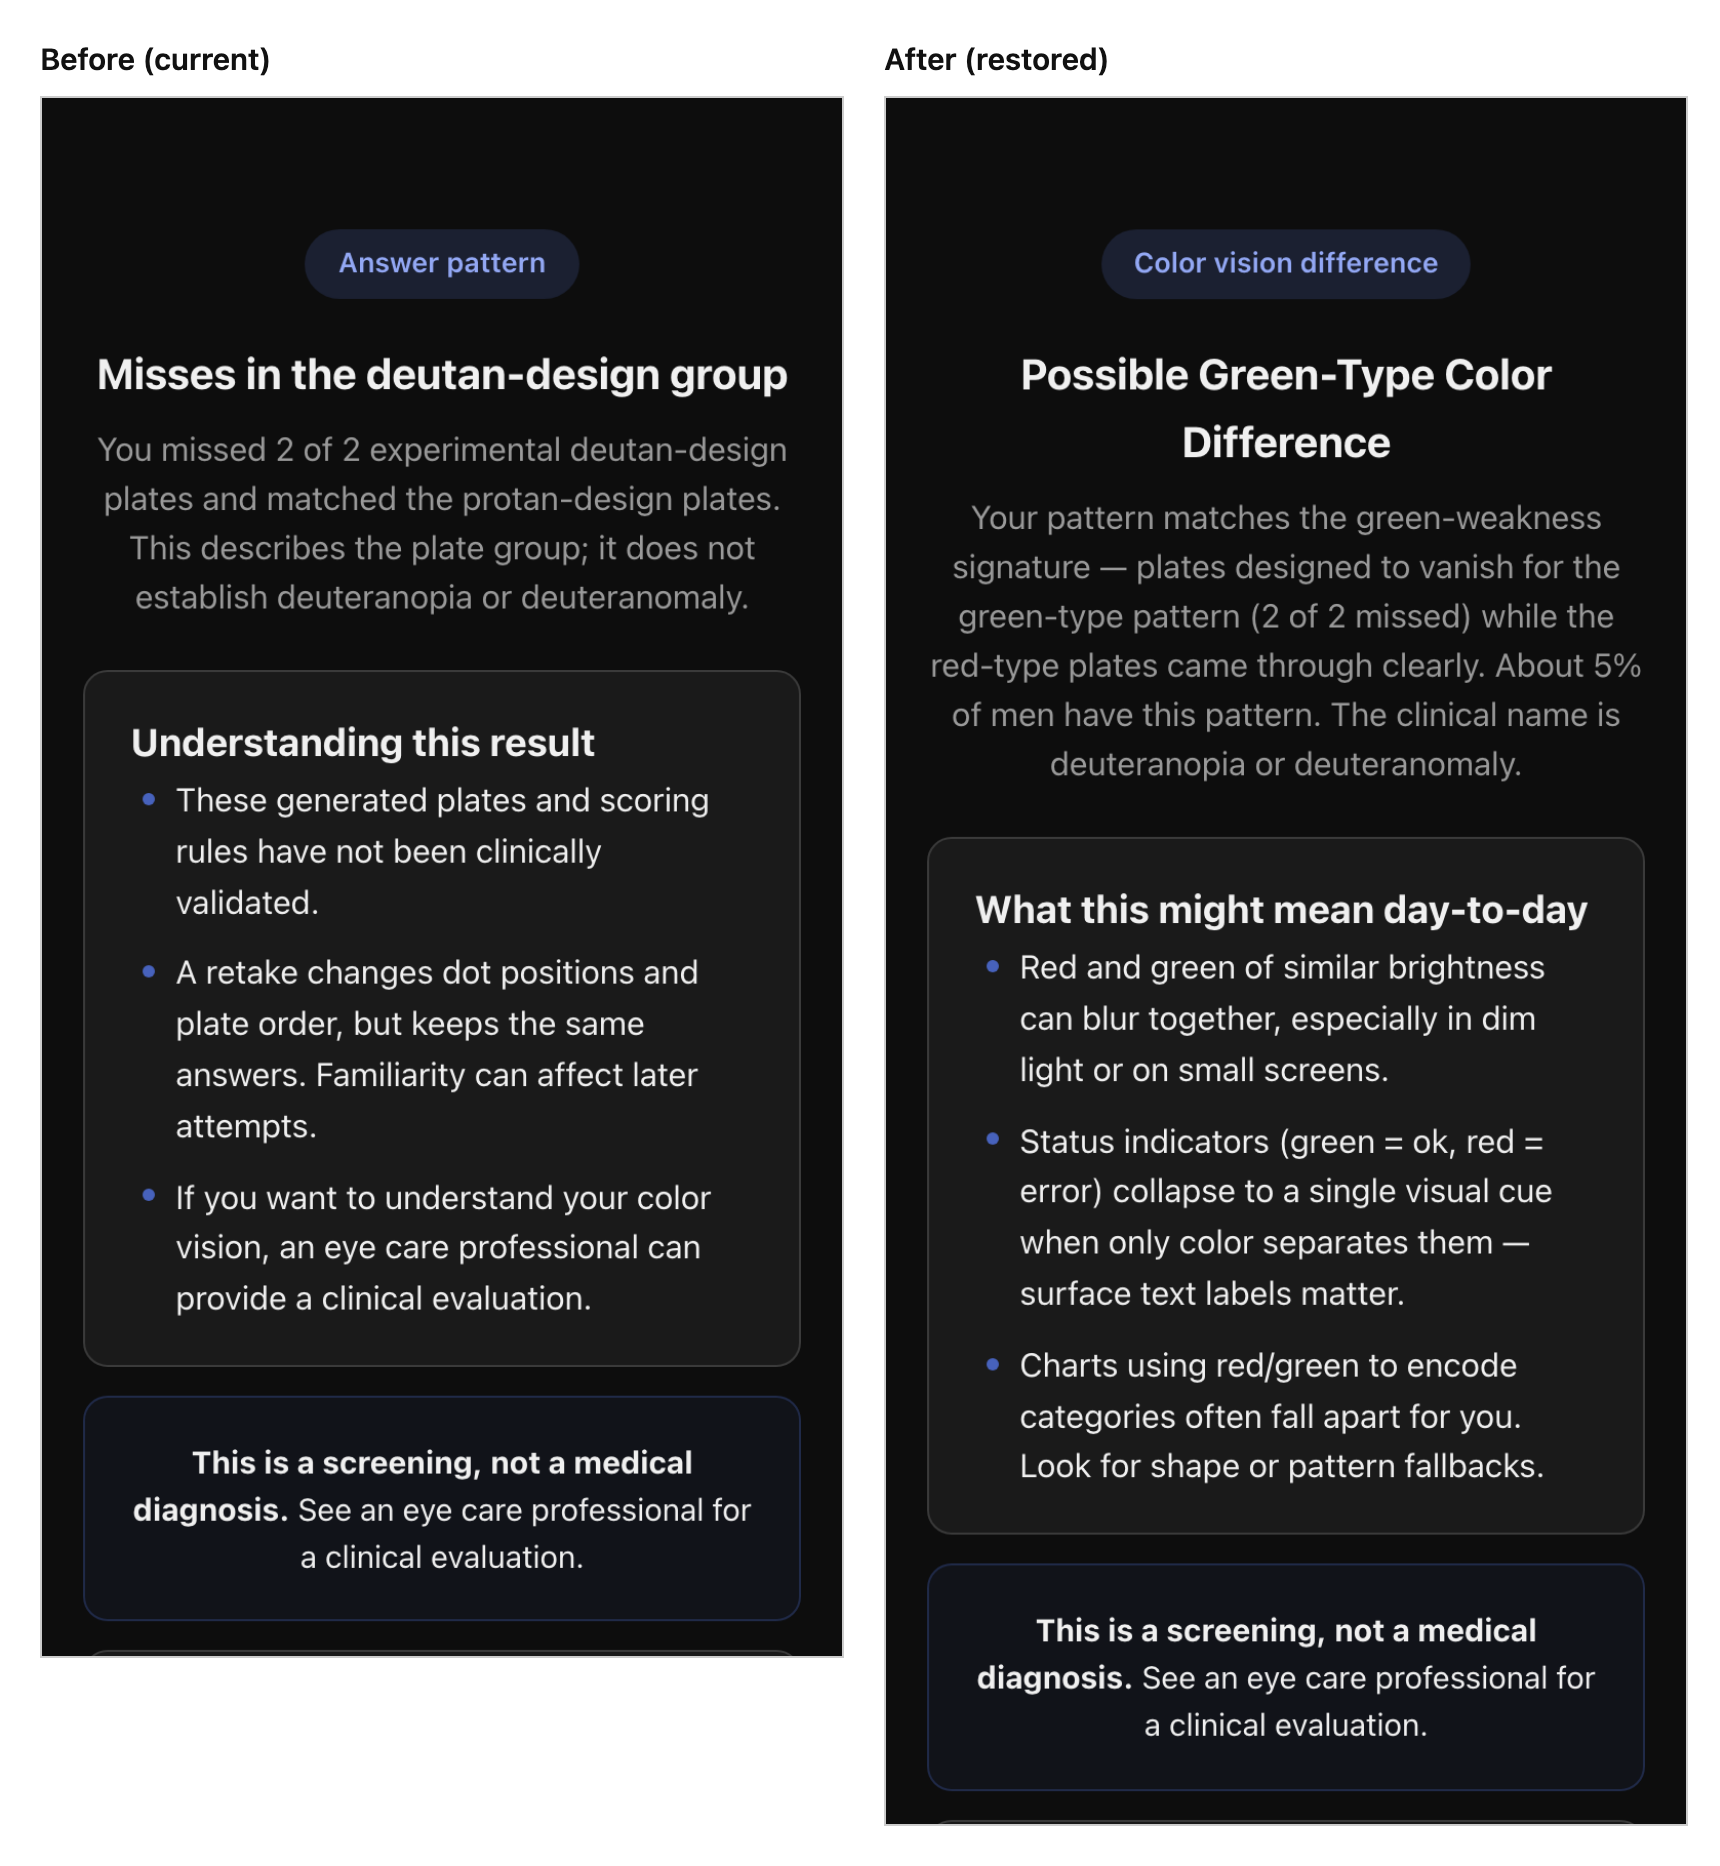 Before (current)
Answer pattern
Misses in the deutan-design group
You missed 2 of 2 experimental deutan-design
plates and matched the protan-design plates.
This describes the plate group; it does not
establish deuteranopia or deuteranomaly.
Understanding this result
These generated plates and scoring
rules have not been clinically
validated.
A retake changes dot positions and
plate order, but keeps the same
answers. Familiarity can affect later
attempts.
If you want to understand your color
vision, an eye care professional can
provide a clinical evaluation.
This is a screening, not a medical
diagnosis. See an eye care professional for
a clinical evaluation.
After (restored)
Color vision difference
Possible Green-Type Color
Difference
Your pattern matches the green-weakness
signature — plates designed to vanish for the
green-type pattern (2 of 2 missed) while the
red-type plates came through clearly. About 5%
of men have this pattern. The clinical name is
deuteranopia or deuteranomaly.
What this might mean day-to-day
Red and green of similar brightness
can blur together, especially in dim
light or on small screens.
Status indicators (green = ok, red =
error) collapse to a single visual cue
when only color separates them —
surface text labels matter.
Charts using red/green to encode
categories often fall apart for you.
Look for shape or pattern fallbacks.
This is a screening, not a medical
diagnosis. See an eye care professional for
a clinical evaluation.